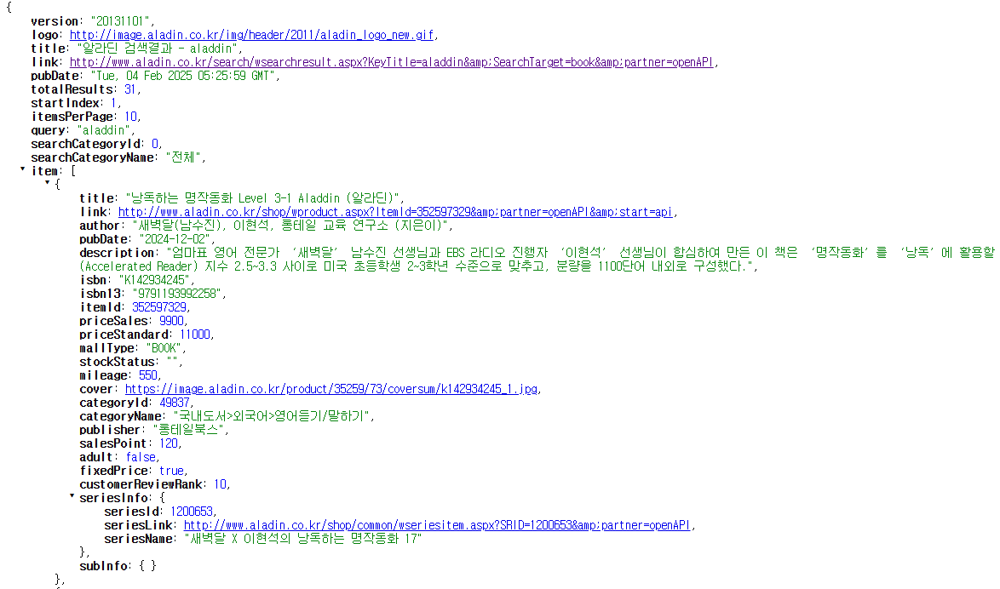 {
version: "20131101",
logo: http://image.aladin.co.kr/img/header/2011/aladin_logo_new.gif,
title: "알라딘 검색결과 - aladdin",
link: http://www.aladin.co.kr/search/wsearchresult.aspx?KeyTitle=aladdin&amp;SearchTarget=book&amp;partner=openAPI,
pubDate: "Tue, 04 Feb 2025 05:25:59 GMT",
totalResults: 31,
startIndex: 1,
itemsPerPage: 10,
query: "aladdin",
searchCategoryId: 0,
searchCategoryName: "전체",
item: [
{
title: "낭독하는 명작동화 Level 3-1 Aladdin (알라딘)",
link: http://www.aladin.co.kr/shop/wproduct.aspx?ItemId=352597329&amp;partner=openAPI&amp;start=api,
author: "새벽달(남수진), 이현석, 롱테일 교육 연구소 (지은이)",
pubDate: "2024-12-02",
description: "엄마표 영어 전문가 ‘새벽달’ 남수진 선생님과 EBS 라디오 진행자 ‘이현석’ 선생님이 합심하여 만든 이 책은 ‘명작동화’를 ‘낭독’에 활용할
(Accelerated Reader) 지수 2.5~3.3 사이로 미국 초등학생 2~3학년 수준으로 맞추고, 분량을 1100단어 내외로 구성했다.",
isbn: "K142934245",
isbn13: "9791193992258",
itemId: 352597329,
priceSales: 9900,
priceStandard: 11000,
mallType: "BOOK",
stockStatus: "",
mileage: 550,
cover: https://image.aladin.co.kr/product/35259/73/coversum/k142934245_1.jpg,
categoryId: 49837,
categoryName: "국내도서>외국어>영어듣기/말하기",
publisher: "롱테일북스",
salesPoint: 120,
adult: false,
fixedPrice: true,
customerReviewRank: 10,
seriesInfo: {
seriesId: 1200653,
seriesLink: http://www.aladin.co.kr/shop/common/wseriesitem.aspx?SRID=1200653&amp;partner=openAPI,
seriesName: "새벽달 X 이현석의 낭독하는 명작동화 17"
},
subInfo: { }
},